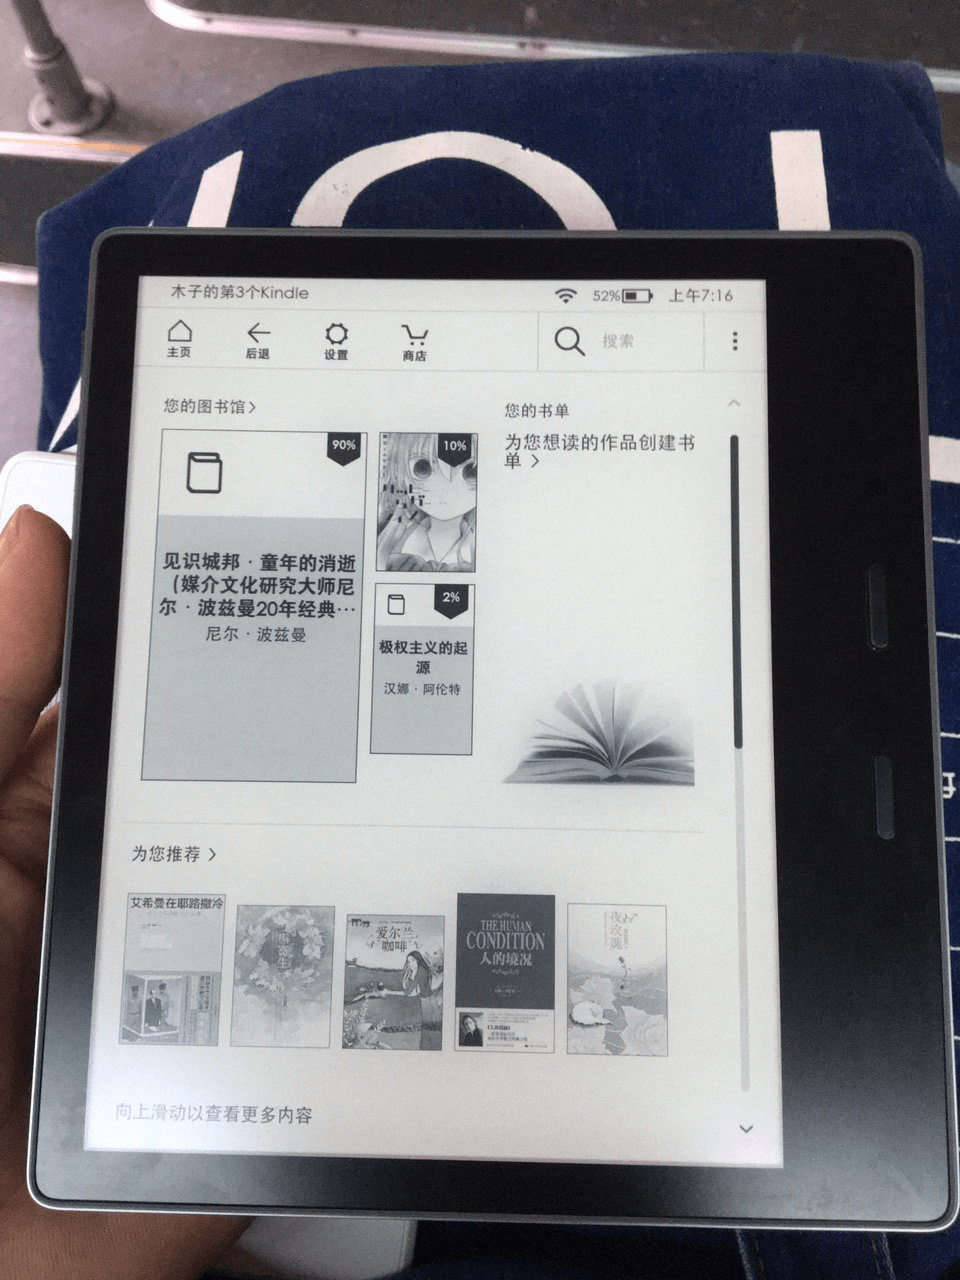 木子的第3个Kindle
52%
上午7:16
主页
后退
设置
商店
搜索
您的图书馆
90%
见识城邦·童年的消逝
（媒介文化研究大师尼
尔·波兹曼20年经典…
尼尔·波兹曼
10%
2%
极权主义的起
源
汉娜·阿伦特
您的书单
为您想读的作品创建书
单
为您推荐
艾希曼在耶路撒冷
爱尔兰
咖啡
THE HUMAN
CONDITION
人的境况
夜玫瑰
向上滑动以查看更多内容